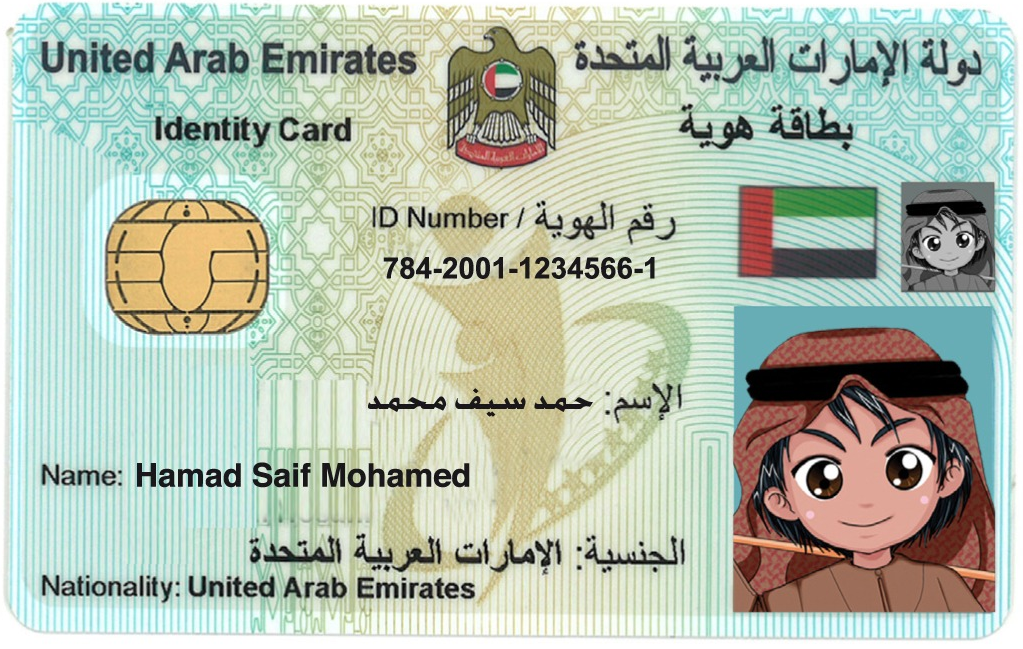 United Arab Emirates
دولة الإمارات العربية المتحدة
Identity Card
بطاقة هوية
ID Number / رقم الهوية
784-2001-1234566-1
الإسم: حمد سيف محمد
Name: Hamad Saif Mohamed
الجنسية: الإمارات العربية المتحدة
Nationality: United Arab Emirates